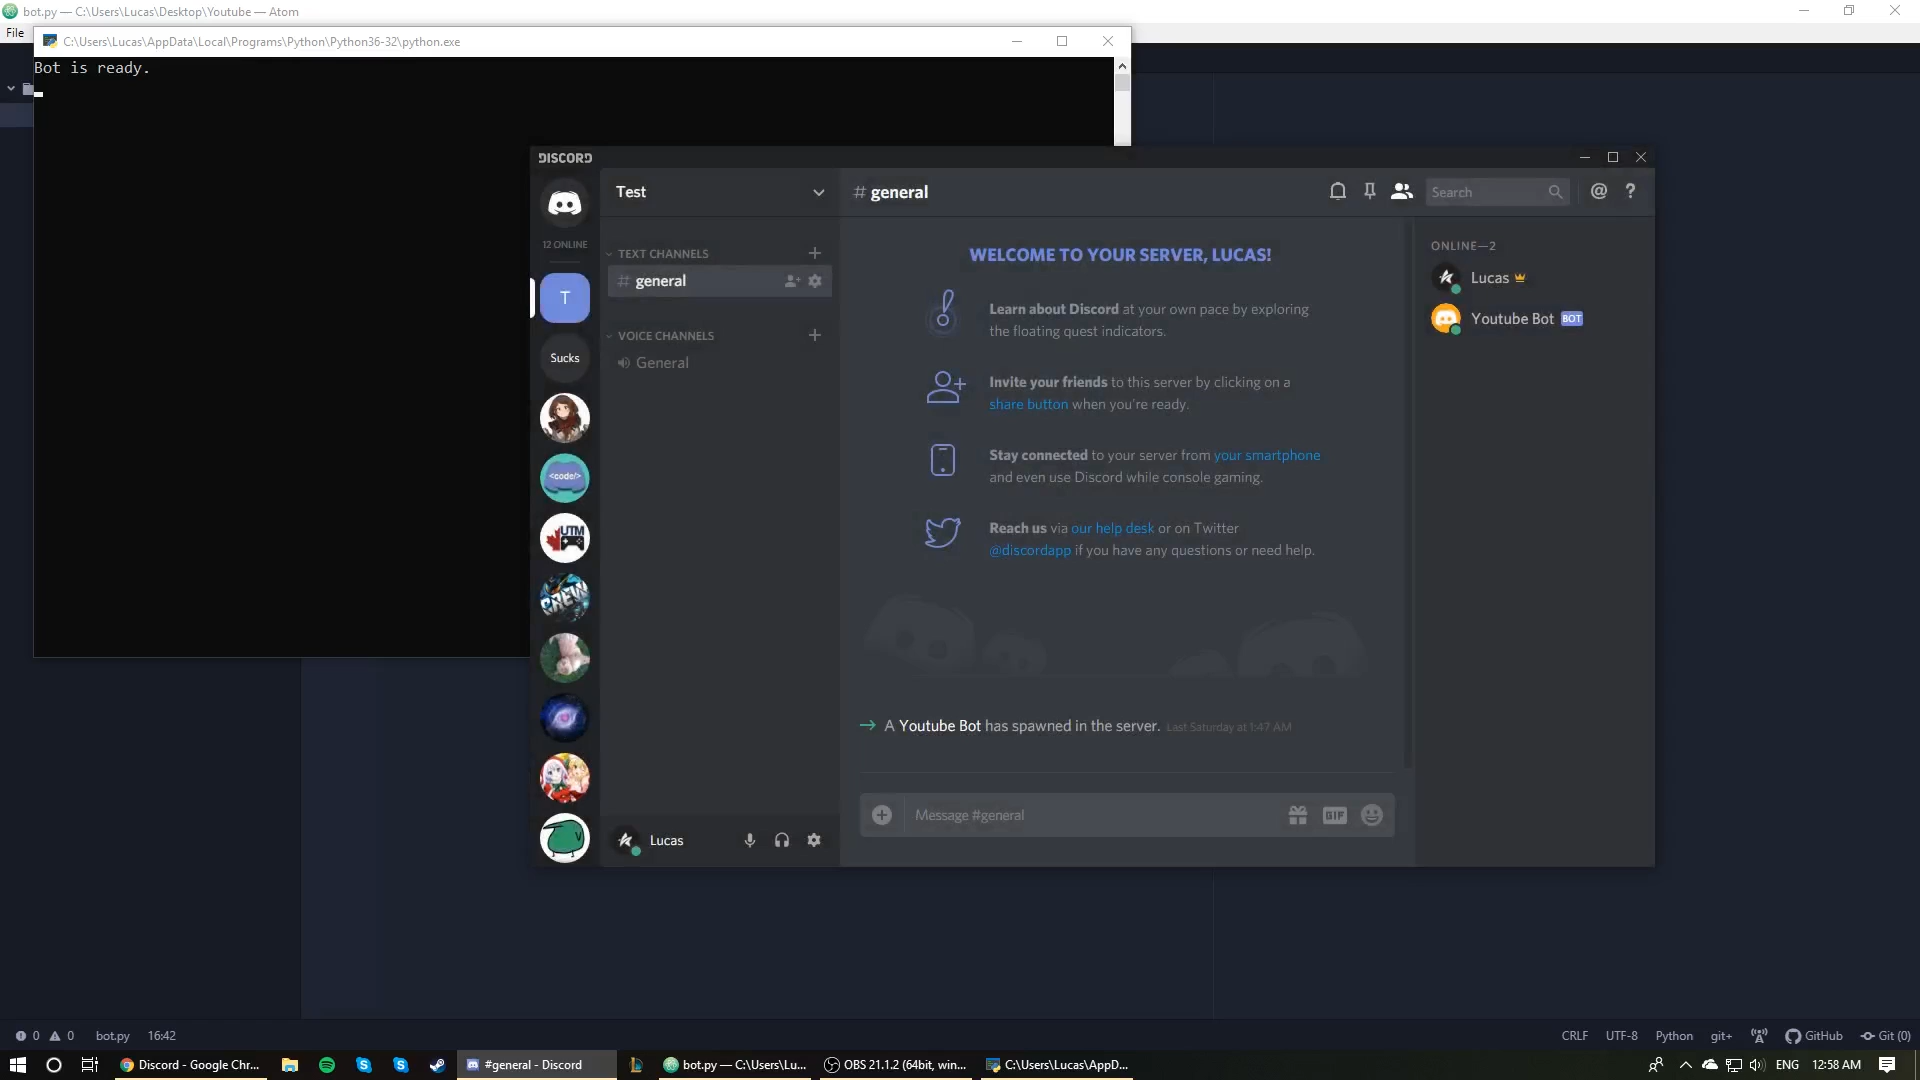 bot.py — C:\Users\Lucas\Desktop\Youtube — Atom
File
C:\Users\Lucas\AppData\Local\Programs\Python\Python36-32\python.exe
Bot is ready.
DISCORD
Test
# general
Search
@
?
12 ONLINE
TEXT CHANNELS
# general
VOICE CHANNELS
General
T
Sucks
<code/>
UTM
CREW
WELCOME TO YOUR SERVER, LUCAS!
Learn about Discord at your own pace by exploring
the floating quest indicators.
Invite your friends to this server by clicking on a
share button when you're ready.
Stay connected to your server from your smartphone
and even use Discord while console gaming.
Reach us via our help desk or on Twitter
@discordapp if you have any questions or need help.
A Youtube Bot has spawned in the server. Last Saturday at 1:47 AM
Message #general
GIF
ONLINE—2
Lucas
Youtube Bot BOT
Lucas
0 0 bot.py 16:42
CRLF UTF-8 Python git+ GitHub Git (0)
Discord - Google Chr...
#general - Discord
bot.py — C:\Users\Lu...
OBS 21.1.2 (64bit, win...
C:\Users\Lucas\AppD...
ENG
12:58 AM